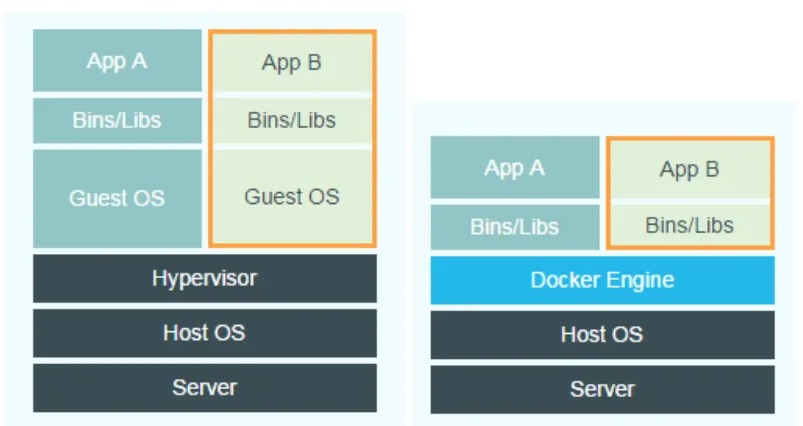 App A
App B
Bins/Libs
Bins/Libs
Guest OS
Guest OS
Hypervisor
Host OS
Server
App A
App B
Bins/Libs
Bins/Libs
Docker Engine
Host OS
Server